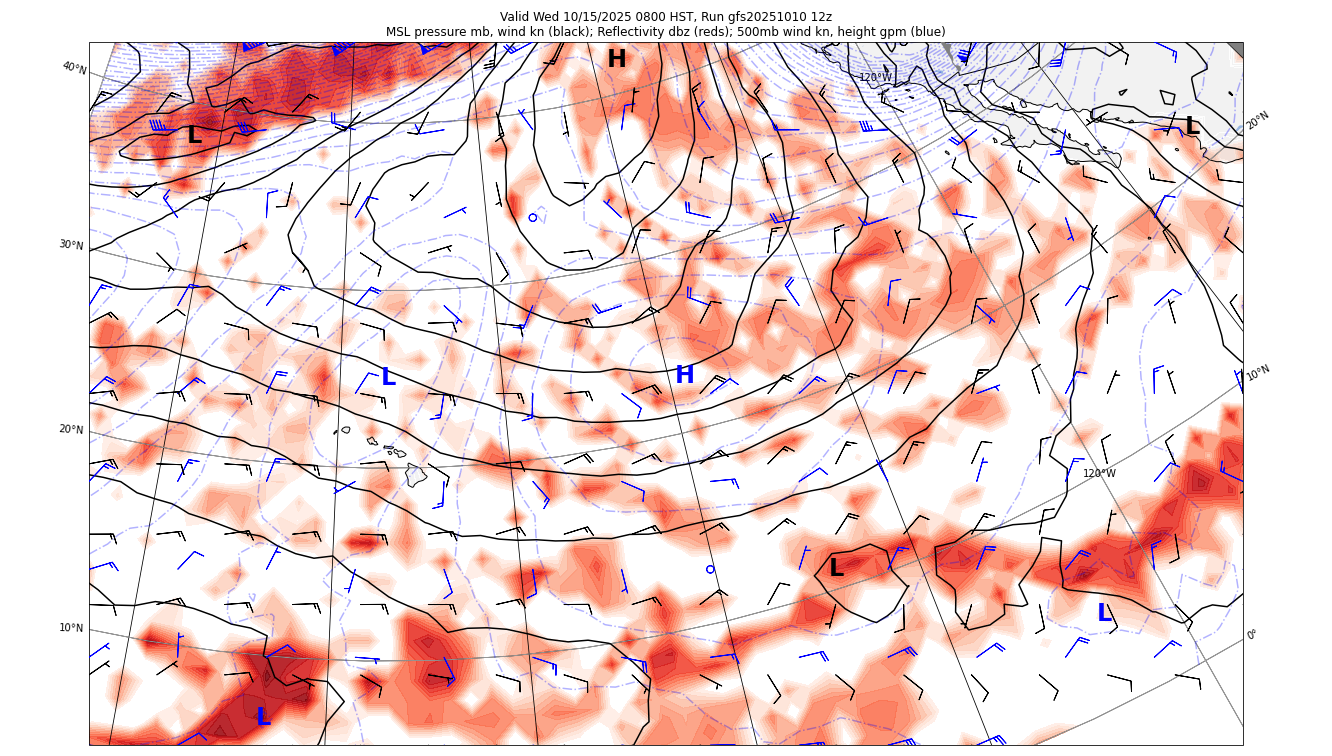 Valid Wed 10/15/2025 0800 HST, Run gfs20251010 12z
MSL pressure mb, wind kn (black); Reflectivity dbz (reds); 500mb wind kn, height gpm (blue)
H
40°N
120°W
L
L
20°N
30°N
H
L
10°N
20°N
120°W
L
L
10°N
0°
L